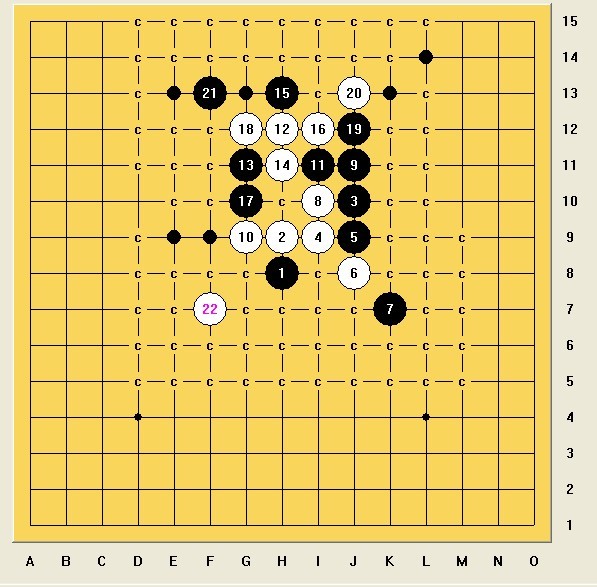 c c c c c c c c c 15
c c c c c c c c 14
c 21 15 c 20 c 13
c c c 18 12 16 19 c c 12
c c c 13 14 11 9 c c 11
c c 17 c 8 3 c c 10
c 10 2 4 5 c c c 9
c c c c 1 c 6 c c c 8
c c 22 c c c c 7 c c 7
c c c c c c c c c c 6
c c c c c c c c c c 5
4
3
2
1
A B C D E F G H I J K L M N O